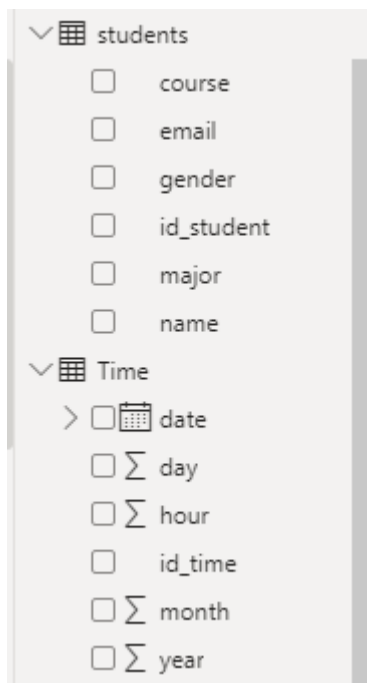 students
course
email
gender
id_student
major
name
Time
date
day
hour
id_time
month
year